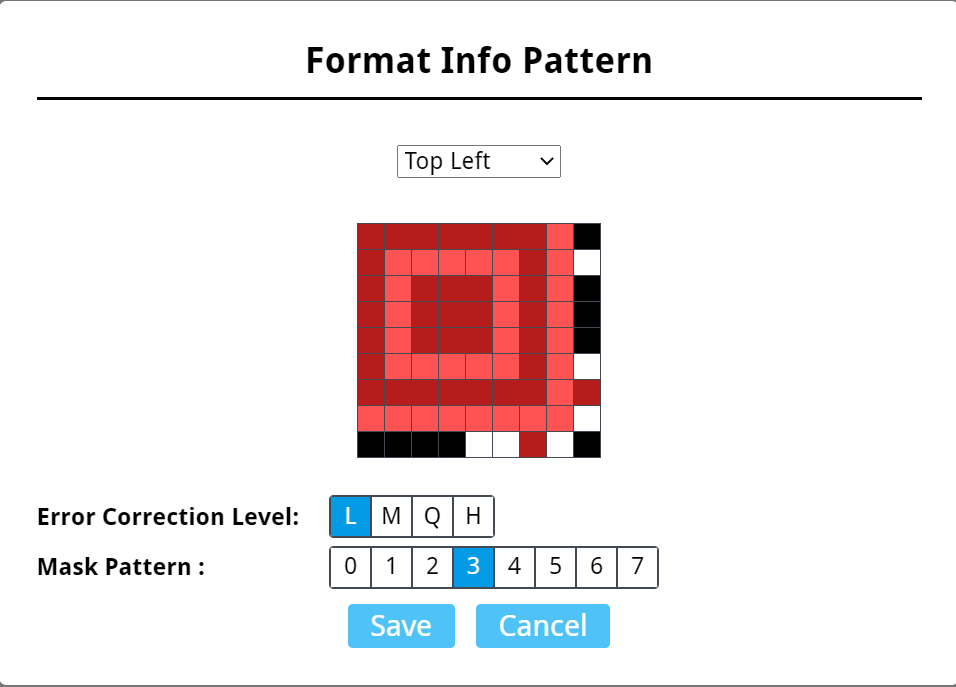 Format Info Pattern
Top Left
Error Correction Level: L M Q H
Mask Pattern : 0 1 2 3 4 5 6 7
Save Cancel